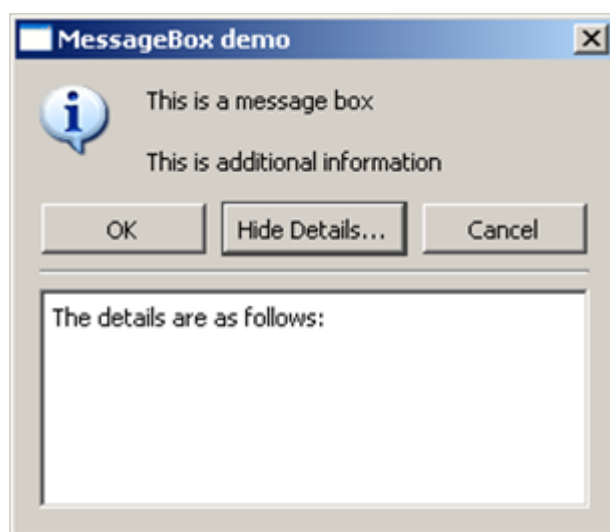 MessageBox demo
This is a message box
This is additional information
OK Hide Details... Cancel
The details are as follows: